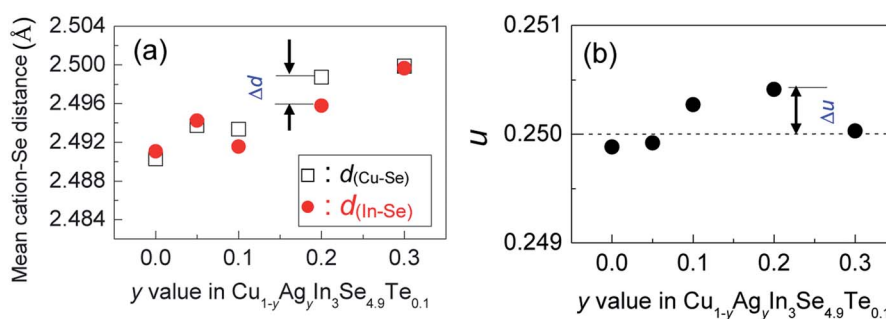 (a)
Mean cation-Se distance (Å)
2.504
2.500
2.496
2.492
2.488
2.484
Δd
: d(Cu-Se)
: d(In-Se)
0.0 0.1 0.2 0.3
y value in Cu1-yAgyIn3Se4.9Te0.1
(b)
u
0.251
0.250
0.249
Δu
0.0 0.1 0.2 0.3
y value in Cu1-yAgyIn3Se4.9Te0.1